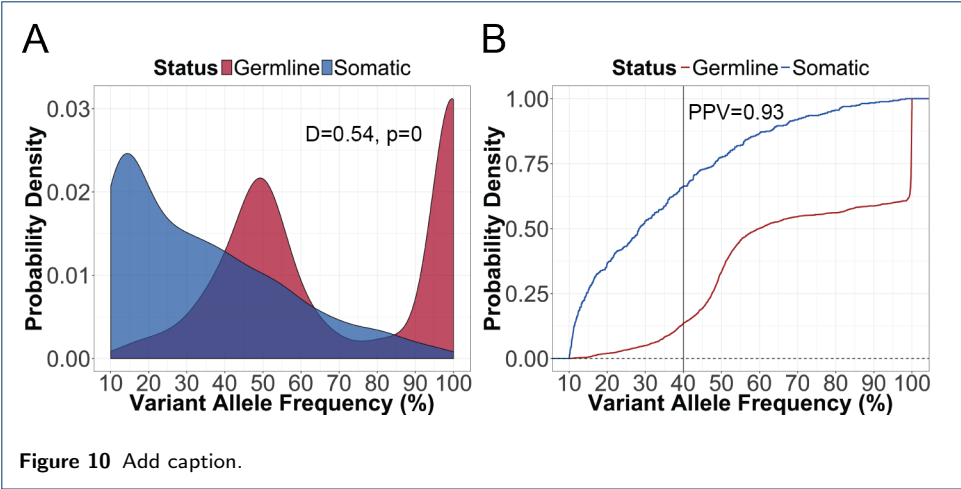 A
Status Germline Somatic
D=0.54, p=0
Probability Density
0.03
0.02
0.01
0.00
10 20 30 40 50 60 70 80 90 100
Variant Allele Frequency (%)
B
Status Germline Somatic
PPV=0.93
Probability Density
1.00
0.75
0.50
0.25
0.00
10 20 30 40 50 60 70 80 90 100
Variant Allele Frequency (%)
Figure 10 Add caption.